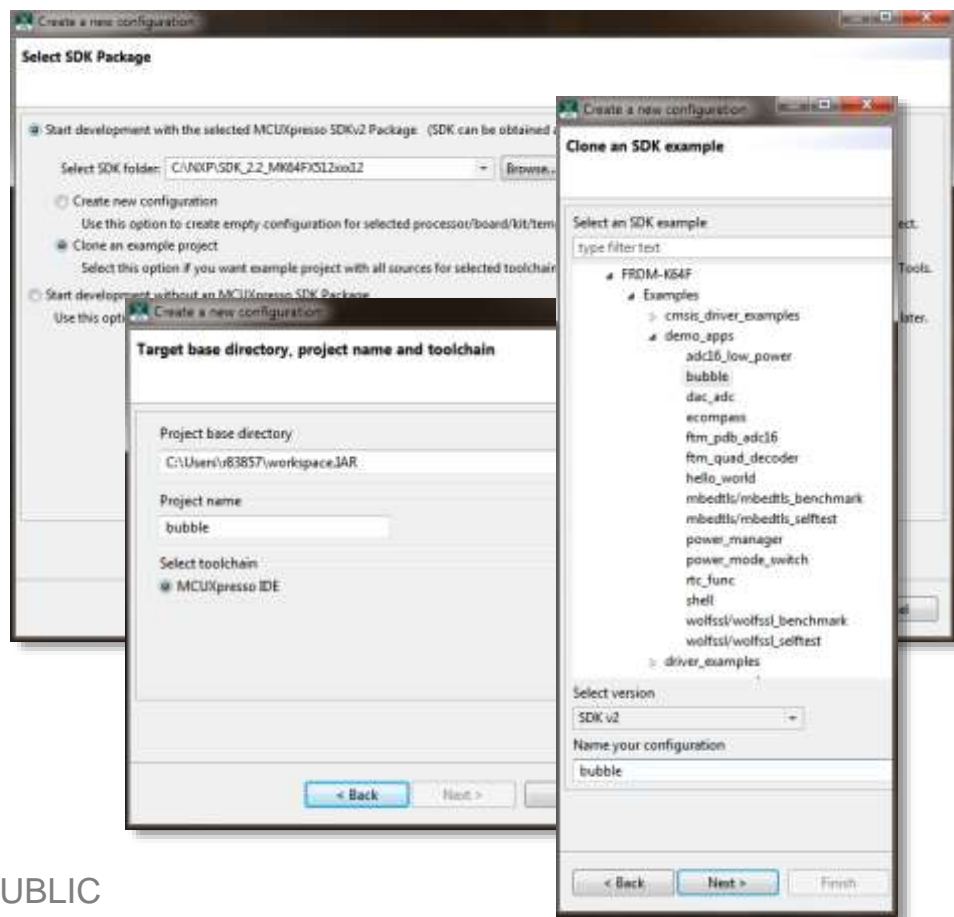 Create a new configuration
Select SDK Package
Start development with the selected MCUXpresso SDKv2 Package (SDK can be obtained
Select SDK folder:
Browse...
Create new configuration
Use this option to create empty configuration for selected processor/board/kit/tem
ect.
Clone an example project
Select this option if you want example project with all sources for selected toolchain
Tools.
Start development without an MCUXpresso SDK Package
Use this opti
later.
Create a new configuration
Target base directory, project name and toolchain
Project base directory
C:\Users\r83857\workspace.IAR
Project name
bubble
Select toolchain
MCUXpresso IDE
< Back
Next >
Create a new configuration
Clone an SDK example
Select an SDK example
type filter text
FRDM-K64F
Examples
cmsis_driver_examples
demo_apps
adc16_low_power
bubble
dac_adc
ecompass
ftm_pdb_adc16
ftm_quad_decoder
hello_world
mbedtls/mbedtls_benchmark
mbedtls/mbedtls_selftest
power_manager
power_mode_switch
rtc_func
shell
wolfssl/wolfssl_benchmark
wolfssl/wolfssl_selftest
driver_examples
Select version
SDK v2
Name your configuration
bubble
< Back
Next >
Finish
UBLIC